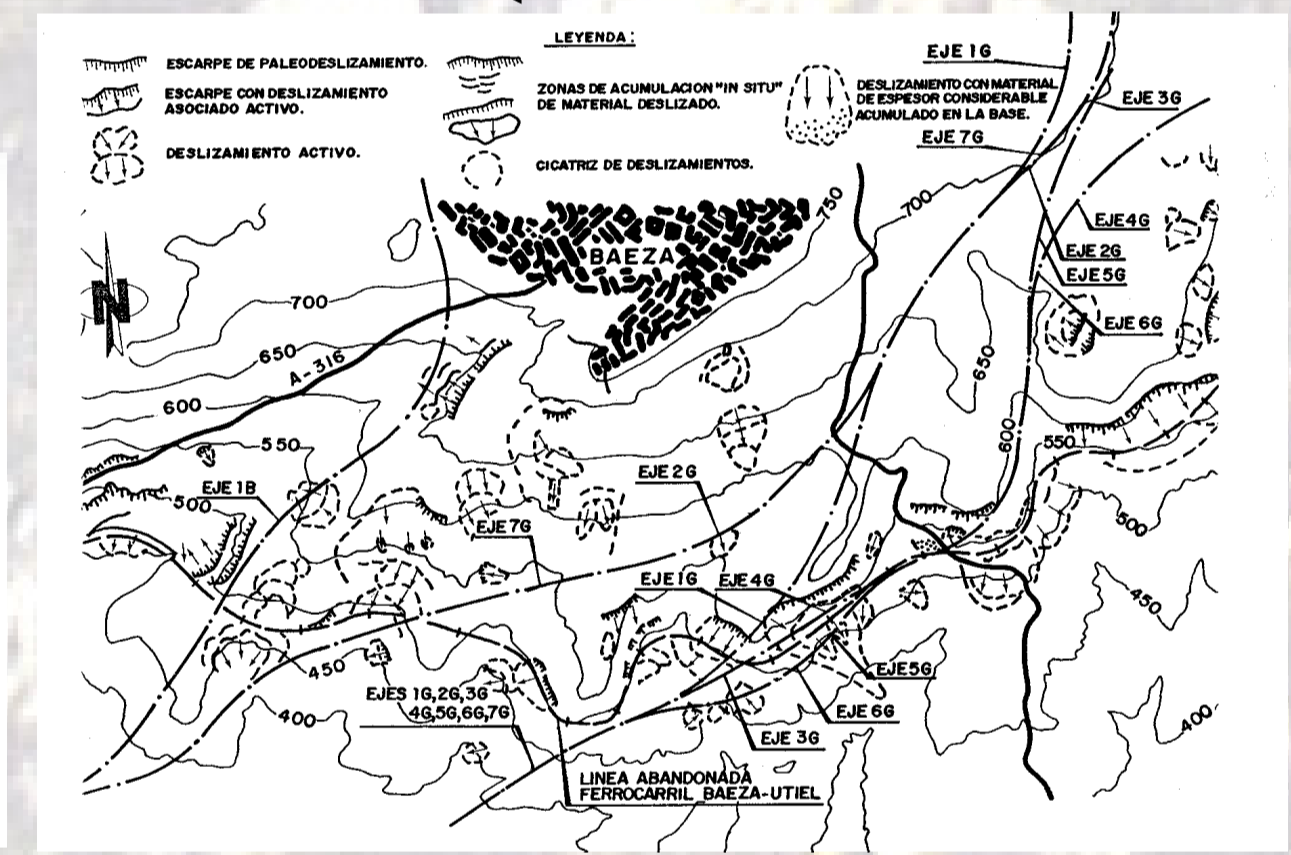 LEYENDA:
ESCARPE DE PALEODESLIZAMIENTO.
ESCARPE CON DESLIZAMIENTO
ASOCIADO ACTIVO.
DESLIZAMIENTO ACTIVO.
ZONAS DE ACUMULACION "IN SITU"
DE MATERIAL DESLIZADO.
CICATRIZ DE DESLIZAMIENTOS.
DESLIZAMIENTO CON MATERIAL
DE ESPESOR CONSIDERABLE
ACUMULADO EN LA BASE.
EJE 1G
EJE 3G
EJE 7G
EJE4G
EJE 2G
EJE5G
EJE 6G
750
700
BAEZA
N
700
650
A-316
600
550
650
600
550
500
EJE 1B
500
EJE 2G
EJE 7G
EJE1G
EJE4G
450
450
EJE5G
EJES 1G,2G,3G
4G,5G,6G,7G
400
EJE 6G
400
EJE 3G
LINEA ABANDONADA
FERROCARRIL BAEZA-UTIEL